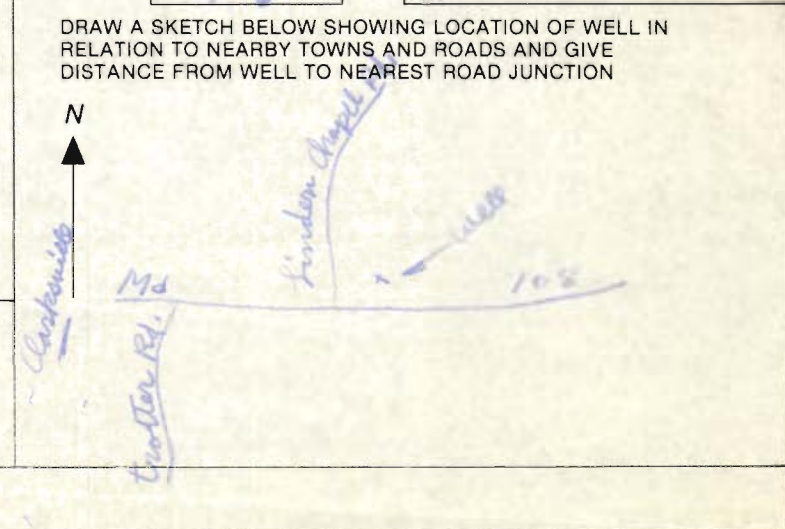 DRAW A SKETCH BELOW SHOWING LOCATION OF WELL IN
RELATION TO NEARBY TOWNS AND ROADS AND GIVE
DISTANCE FROM WELL TO NEAREST ROAD JUNCTION
N
Linden Chapel Rd
well
Clarksville
Md
108
Trotter Rd.